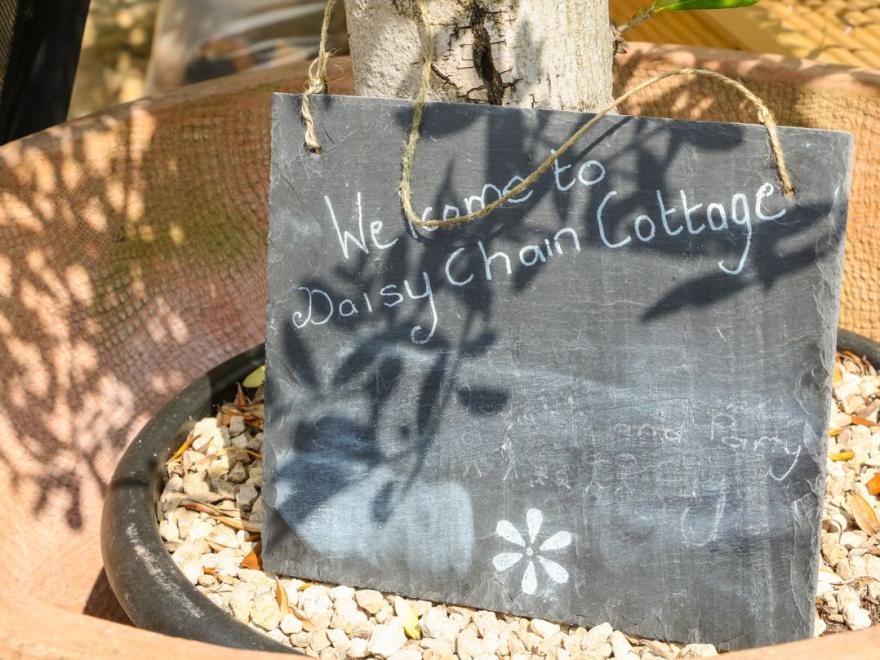 Welcome to
Daisy Chain Cottage
and Party